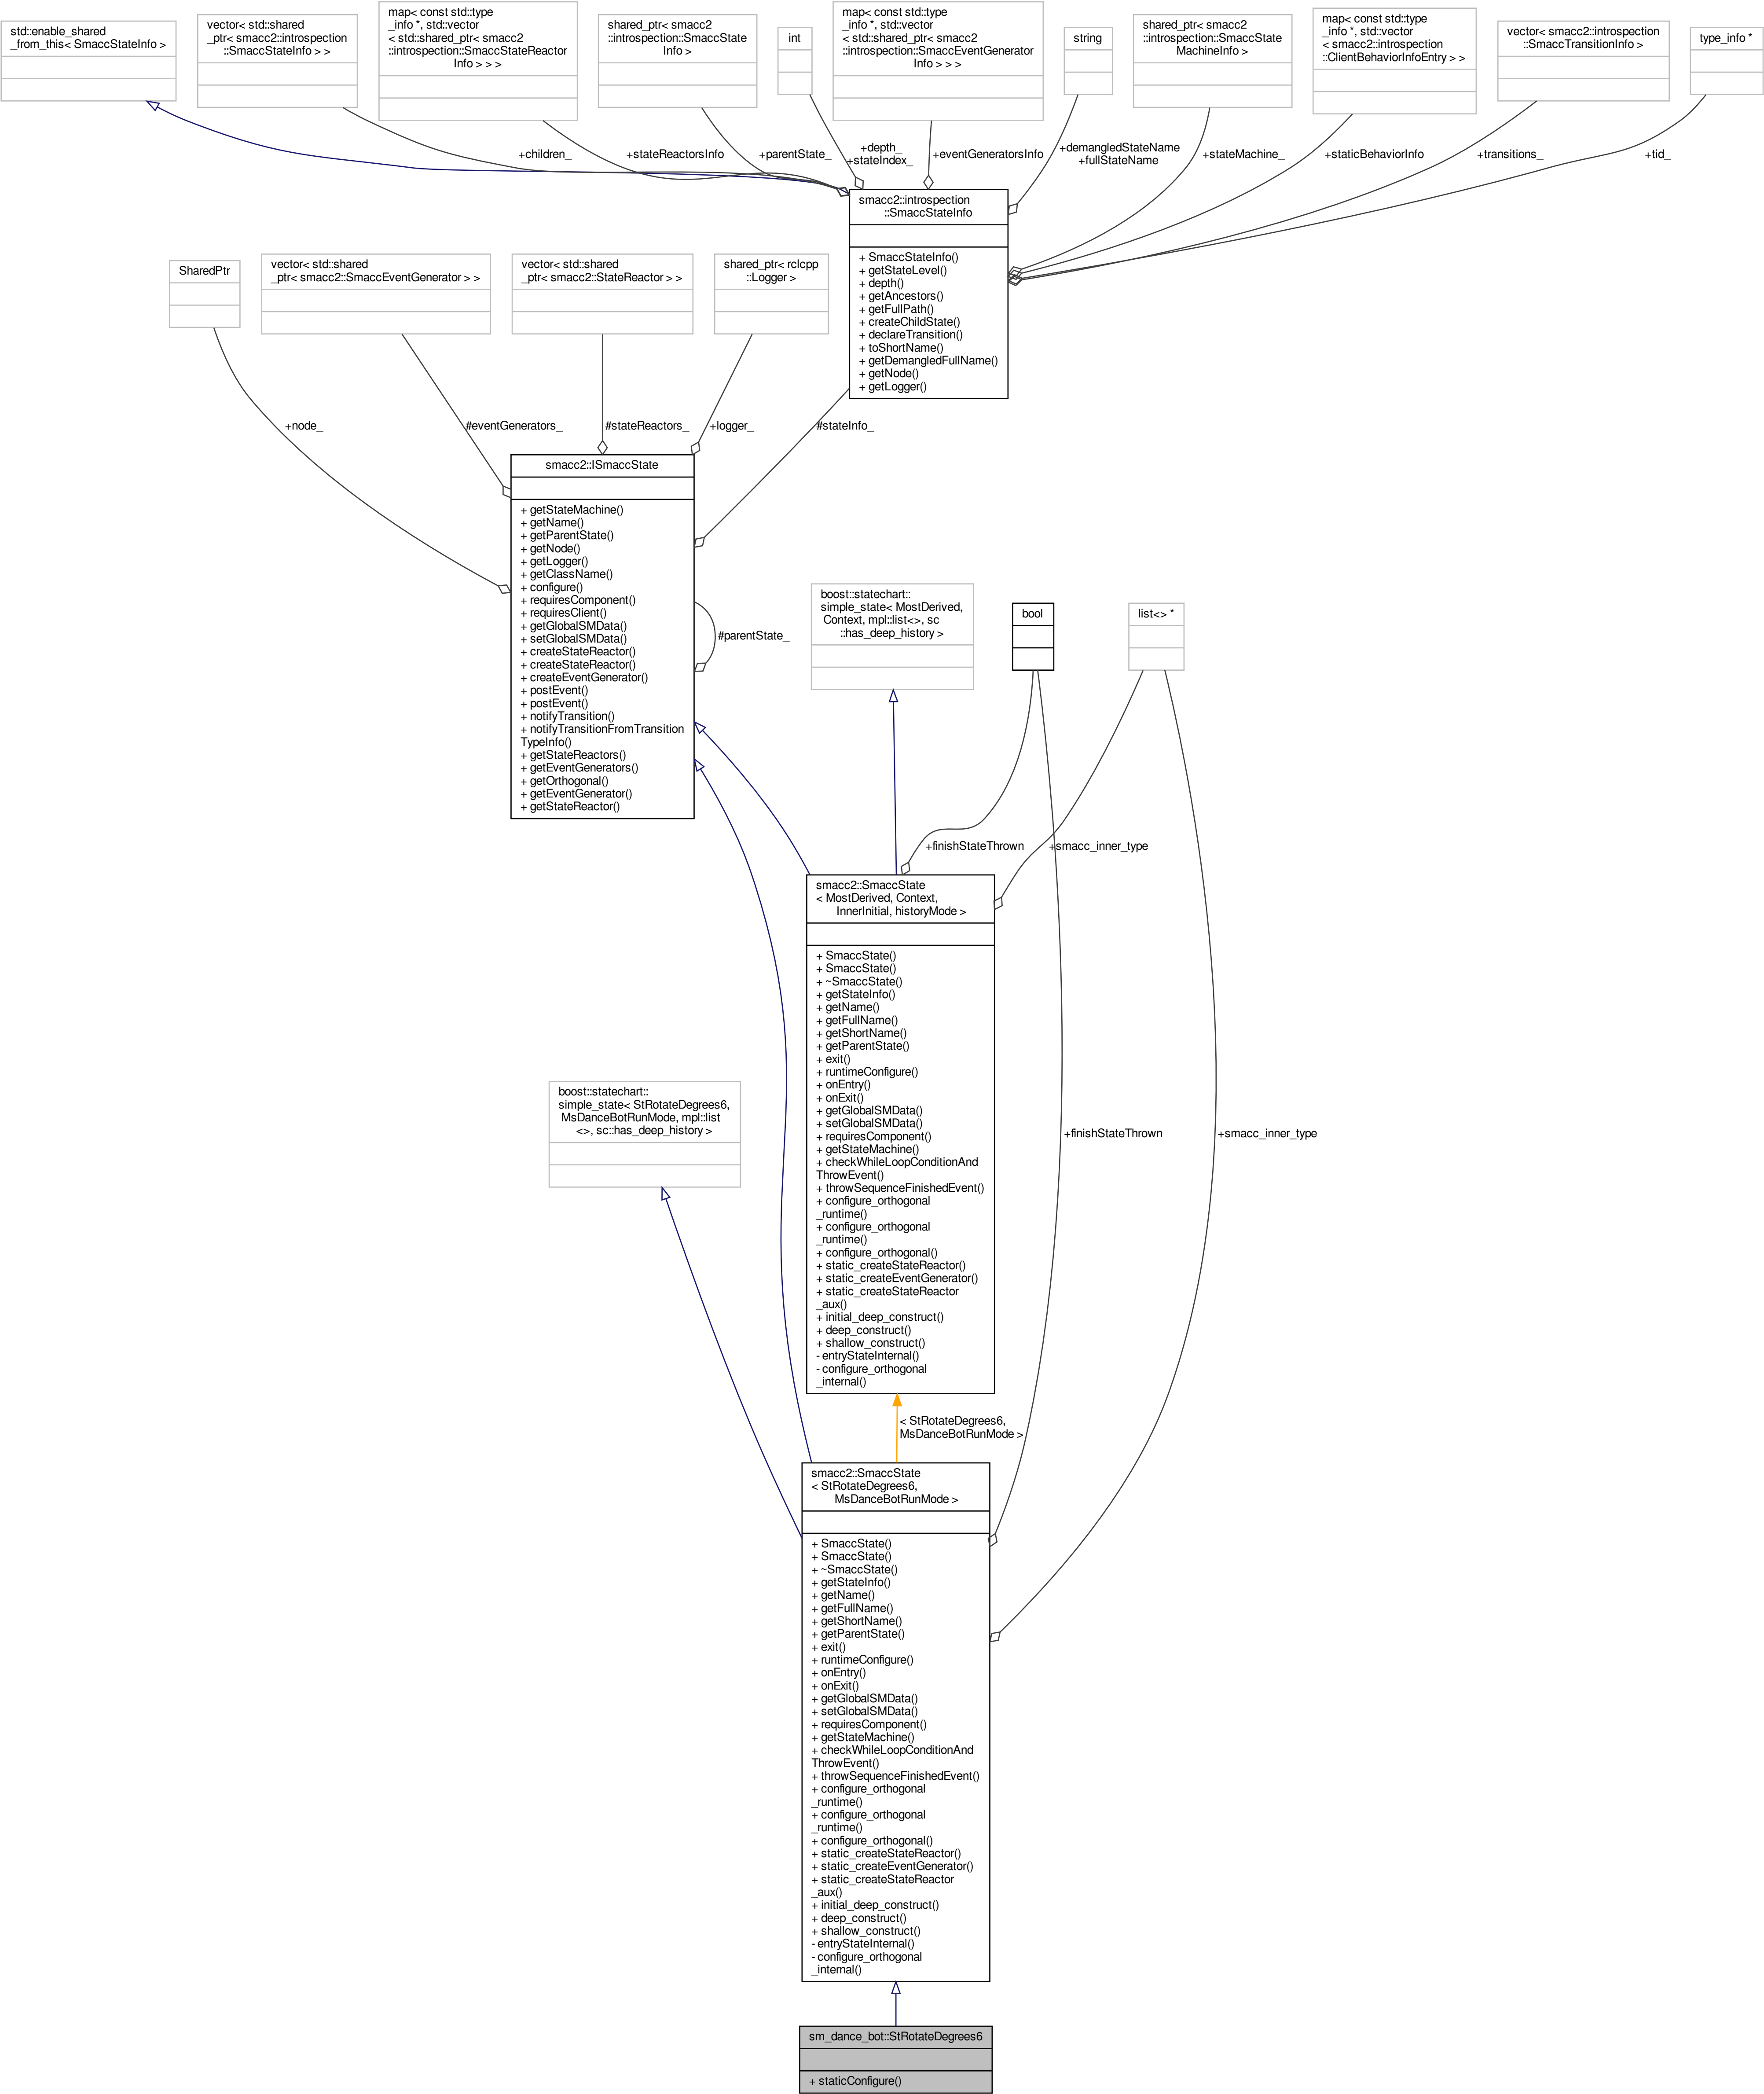 std::enable_shared
_from_this< SmaccStateInfo >
vector< std::shared
_ptr< smacc2::introspection
::SmaccStateInfo > >
map< const std::type
_info *, std::vector
< std::shared_ptr< smacc2
::introspection::SmaccStateReactor
Info > > >
shared_ptr< smacc2
::introspection::SmaccState
Info >
int
map< const std::type
_info *, std::vector
< std::shared_ptr< smacc2
::introspection::SmaccEventGenerator
Info > > >
string
shared_ptr< smacc2
::introspection::SmaccState
MachineInfo >
map< const std::type
_info *, std::vector
< smacc2::introspection
::ClientBehaviorInfoEntry > >
vector< smacc2::introspection
::SmaccTransitionInfo >
type_info *
+children_
+stateReactorsInfo
+parentState_
+depth_
+stateIndex_
+eventGeneratorsInfo
+demangledStateName
+fullStateName
+stateMachine_
+staticBehaviorInfo
+transitions_
+tid_
smacc2::introspection
::SmaccStateInfo
+ SmaccStateInfo()
+ getStateLevel()
+ depth()
+ getAncestors()
+ getFullPath()
+ createChildState()
+ declareTransition()
+ toShortName()
+ getDemangledFullName()
+ getNode()
+ getLogger()
SharedPtr
vector< std::shared
_ptr< smacc2::SmaccEventGenerator > >
vector< std::shared
_ptr< smacc2::StateReactor > >
shared_ptr< rclcpp
::Logger >
+node_
#eventGenerators_
#stateReactors_
+logger_
#stateInfo_
smacc2::ISmaccState
+ getStateMachine()
+ getName()
+ getParentState()
+ getNode()
+ getLogger()
+ getClassName()
+ configure()
+ requiresComponent()
+ requiresClient()
+ getGlobalSMData()
+ setGlobalSMData()
+ createStateReactor()
+ createStateReactor()
+ createEventGenerator()
+ postEvent()
+ postEvent()
+ notifyTransition()
+ notifyTransitionFromTransition
TypeInfo()
+ getStateReactors()
+ getEventGenerators()
+ getOrthogonal()
+ getEventGenerator()
+ getStateReactor()
#parentState_
boost::statechart::
simple_state< MostDerived,
Context, mpl::list<>, sc
::has_deep_history >
bool
list<> *
+finishStateThrown
+smacc_inner_type
smacc2::SmaccState
< MostDerived, Context,
InnerInitial, historyMode >
+ SmaccState()
+ SmaccState()
+ ~SmaccState()
+ getStateInfo()
+ getName()
+ getFullName()
+ getShortName()
+ getParentState()
+ exit()
+ runtimeConfigure()
+ onEntry()
+ onExit()
+ getGlobalSMData()
+ setGlobalSMData()
+ requiresComponent()
+ getStateMachine()
+ checkWhileLoopConditionAnd
ThrowEvent()
+ throwSequenceFinishedEvent()
+ configure_orthogonal
_runtime()
+ configure_orthogonal
_runtime()
+ configure_orthogonal()
+ static_createStateReactor()
+ static_createEventGenerator()
+ static_createStateReactor
_aux()
+ initial_deep_construct()
+ deep_construct()
+ shallow_construct()
- entryStateInternal()
- configure_orthogonal
_internal()
boost::statechart::
simple_state< StRotateDegrees6,
MsDanceBotRunMode, mpl::list
<>, sc::has_deep_history >
+finishStateThrown
+smacc_inner_type
< StRotateDegrees6,
MsDanceBotRunMode >
smacc2::SmaccState
< StRotateDegrees6,
MsDanceBotRunMode >
+ SmaccState()
+ SmaccState()
+ ~SmaccState()
+ getStateInfo()
+ getName()
+ getFullName()
+ getShortName()
+ getParentState()
+ exit()
+ runtimeConfigure()
+ onEntry()
+ onExit()
+ getGlobalSMData()
+ setGlobalSMData()
+ requiresComponent()
+ getStateMachine()
+ checkWhileLoopConditionAnd
ThrowEvent()
+ throwSequenceFinishedEvent()
+ configure_orthogonal
_runtime()
+ configure_orthogonal
_runtime()
+ configure_orthogonal()
+ static_createStateReactor()
+ static_createEventGenerator()
+ static_createStateReactor
_aux()
+ initial_deep_construct()
+ deep_construct()
+ shallow_construct()
- entryStateInternal()
- configure_orthogonal
_internal()
sm_dance_bot::StRotateDegrees6
+ staticConfigure()